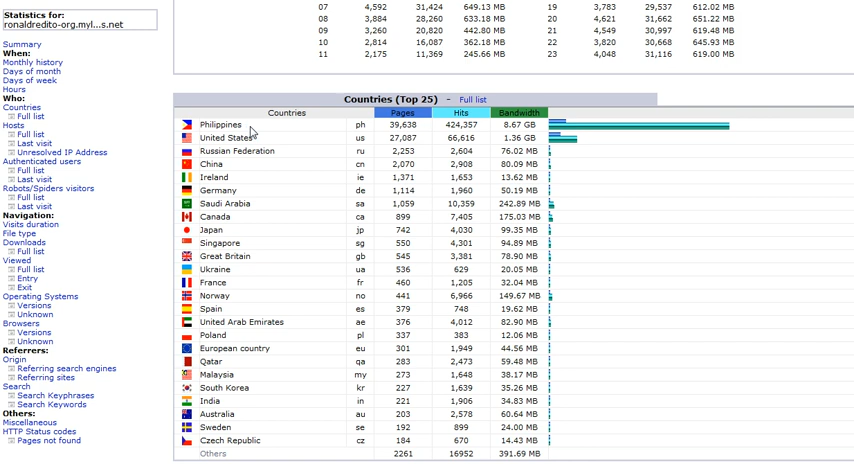 Statistics for:
ronaldredito-org.myl...s.net
Summary
When:
Monthly history
Days of month
Days of week
Hours
Who:
Countries
Full list
Hosts
Full list
Last visit
Unresolved IP Address
Authenticated users
Full list
Last visit
Robots/Spiders visitors
Full list
Last visit
Navigation:
Visits duration
File type
Downloads
Full list
Viewed
Full list
Entry
Exit
Operating Systems
Versions
Unknown
Browsers
Versions
Unknown
Referrers:
Origin
Referring search engines
Referring sites
Search
Search Keyphrases
Search Keywords
Others:
Miscellaneous
HTTP Status codes
Pages not found
07 4,592 31,424 649.13 MB 19 3,783 29,537 612.02 MB
08 3,884 28,260 633.18 MB 20 4,621 31,662 651.22 MB
09 3,260 20,820 442.80 MB 21 4,549 30,997 619.48 MB
10 2,814 16,087 362.18 MB 22 3,820 30,668 645.93 MB
11 2,175 11,369 245.66 MB 23 4,048 31,116 619.90 MB
Countries (Top 25) - Full list
Countries Pages Hits Bandwidth
Philippines ph 39,638 424,357 8.67 GB
United States us 27,087 66,616 1.36 GB
Russian Federation ru 2,253 2,604 76.02 MB
China cn 2,070 2,908 80.09 MB
Ireland ie 1,371 1,653 13.62 MB
Germany de 1,114 1,960 50.19 MB
Saudi Arabia sa 1,059 10,359 242.89 MB
Canada ca 899 7,405 175.03 MB
Japan jp 742 4,030 99.35 MB
Singapore sg 550 4,301 94.89 MB
Great Britain gb 545 3,381 78.90 MB
Ukraine ua 536 629 20.05 MB
France fr 460 1,205 32.04 MB
Norway no 441 6,966 149.67 MB
Spain es 379 748 19.62 MB
United Arab Emirates ae 376 4,012 82.90 MB
Poland pl 337 383 12.06 MB
European country eu 301 1,949 44.56 MB
Qatar qa 283 2,473 59.48 MB
Malaysia my 273 1,648 38.17 MB
South Korea kr 227 1,639 35.26 MB
India in 221 1,906 34.83 MB
Australia au 203 2,578 60.64 MB
Sweden se 192 899 24.00 MB
Czech Republic cz 184 670 14.43 MB
Others 2261 16952 391.69 MB